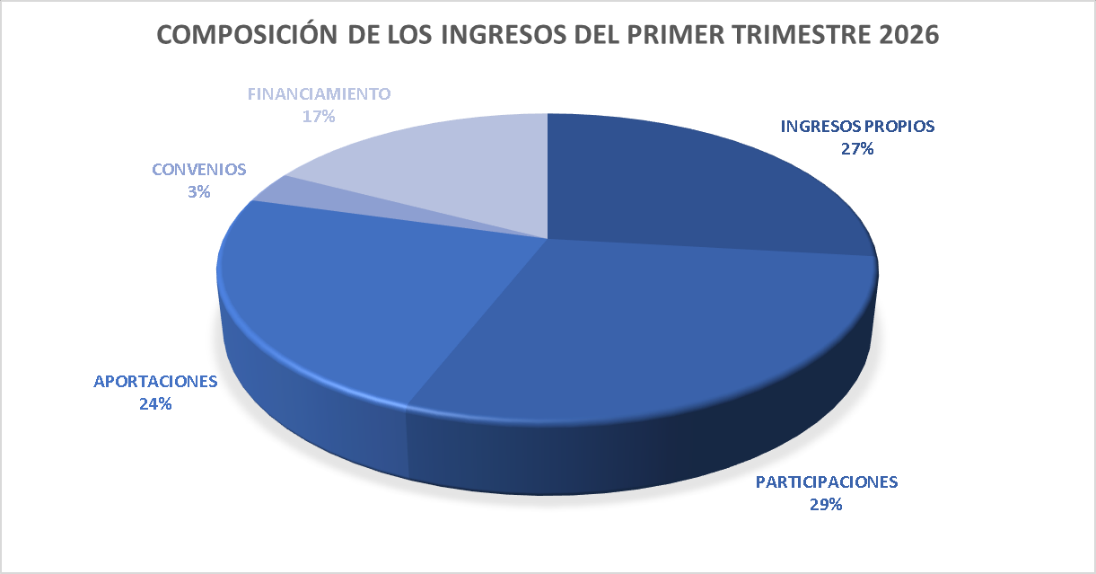 COMPOSICIÓN DE LOS INGRESOS DEL PRIMER TRIMESTRE 2026
FINANCIAMIENTO
17%
INGRESOS PROPIOS
27%
CONVENIOS
3%
APORTACIONES
24%
PARTICIPACIONES
29%